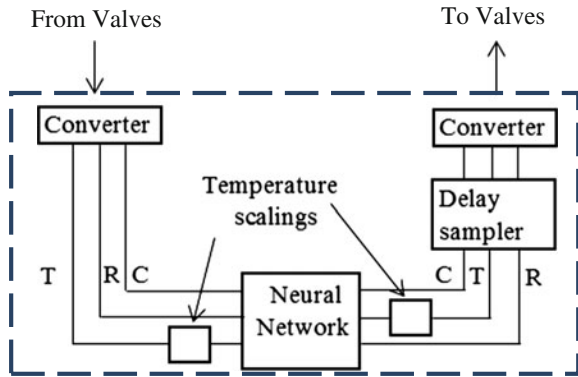 From Valves
To Valves
Converter
Converter
Temperature
scalings
Delay
sampler
T
R
C
C
T
R
Neural
Network